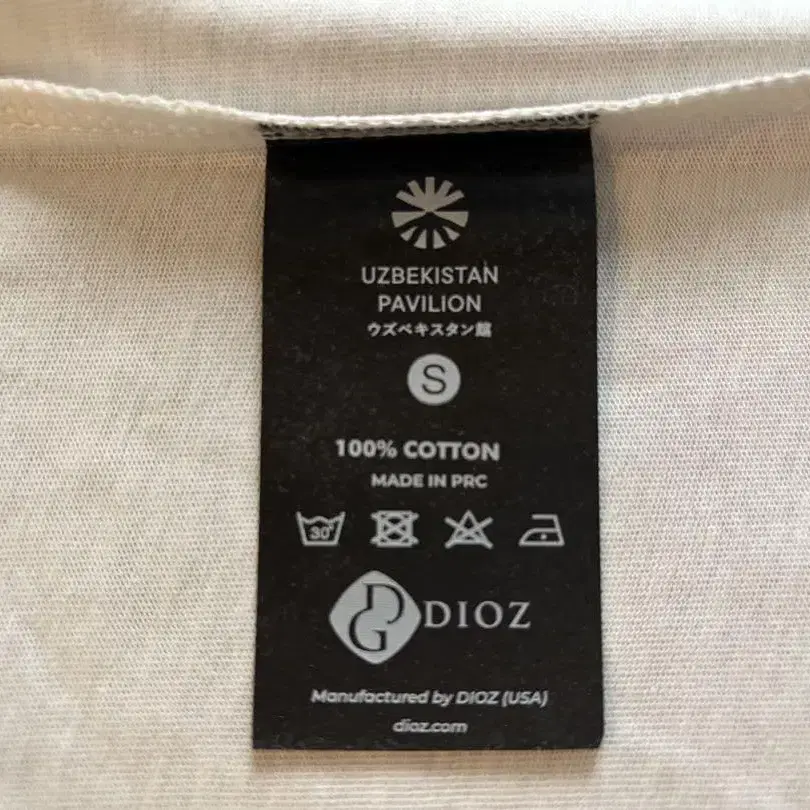 UZBEKISTAN
PAVILION
ウズベキスタン館
S
100% COTTON
MADE IN PRC
30°
DG DIOZ
Manufactured by DIOZ (USA)
dioz.com